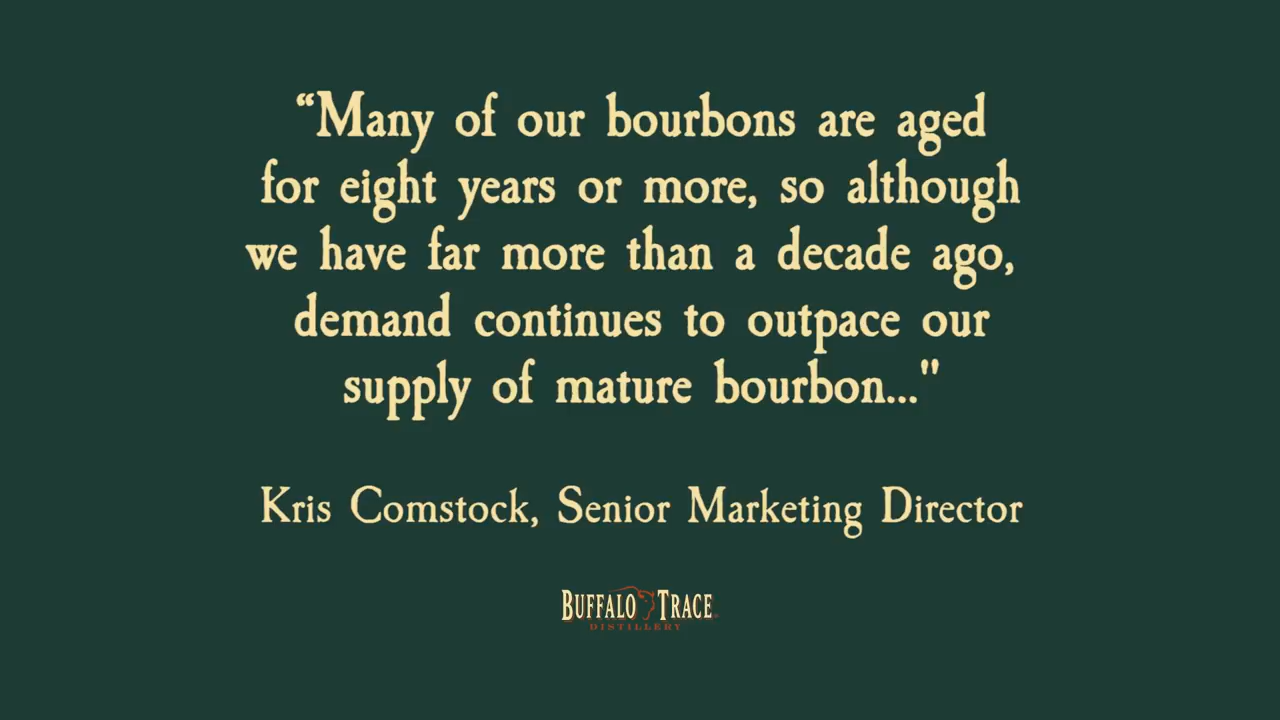 “Many of our bourbons are aged
for eight years or more, so although
we have far more than a decade ago,
demand continues to outpace our
supply of mature bourbon..."
Kris Comstock, Senior Marketing Director
BUFFALO TRACE
DISTILLERY